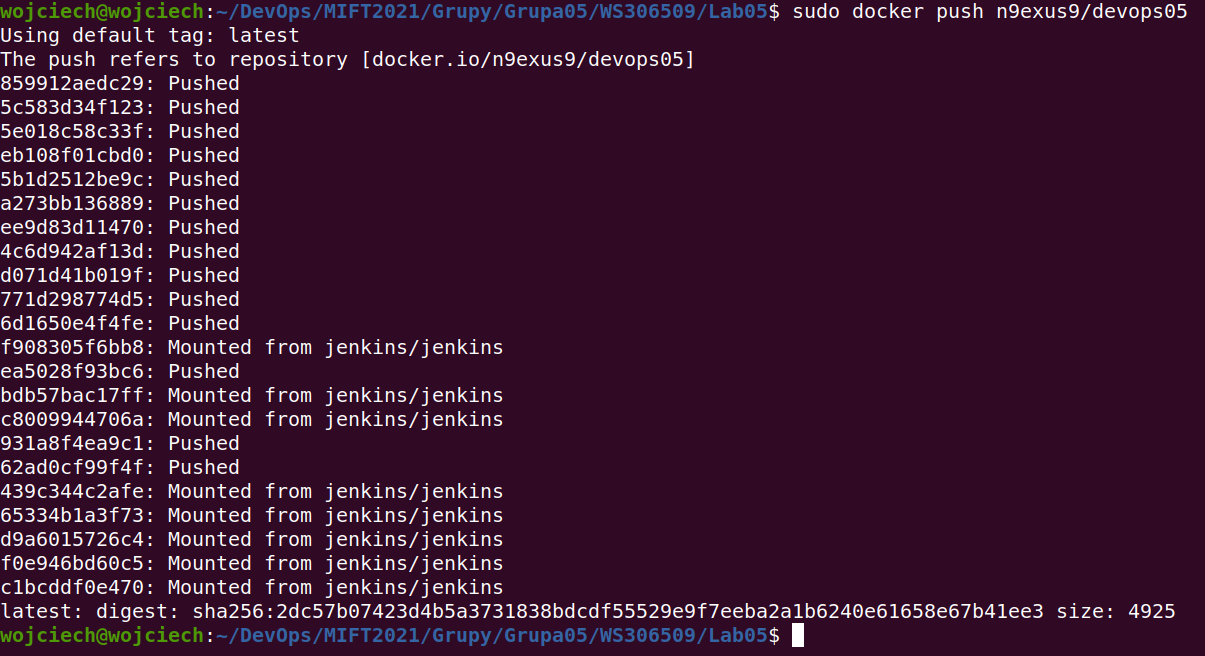 wojciech@wojciech:~/DevOps/MIFT2021/Grupy/Grupa05/WS306509/Lab05$ sudo docker push n9exus9/devops05
Using default tag: latest
The push refers to repository [docker.io/n9exus9/devops05]
859912aedc29: Pushed
5c583d34f123: Pushed
5e018c58c33f: Pushed
eb108f01cbd0: Pushed
5b1d2512be9c: Pushed
a273bb136889: Pushed
ee9d83d11470: Pushed
4c6d942af13d: Pushed
d071d41b019f: Pushed
771d298774d5: Pushed
6d1650e4f4fe: Pushed
f908305f6bb8: Mounted from jenkins/jenkins
ea5028f93bc6: Pushed
bdb57bac17ff: Mounted from jenkins/jenkins
c8009944706a: Mounted from jenkins/jenkins
931a8f4ea9c1: Pushed
62ad0cf99f4f: Pushed
439c344c2afe: Mounted from jenkins/jenkins
65334b1a3f73: Mounted from jenkins/jenkins
d9a6015726c4: Mounted from jenkins/jenkins
f0e946bd60c5: Mounted from jenkins/jenkins
c1bcddf0e470: Mounted from jenkins/jenkins
latest: digest: sha256:2dc57b07423d4b5a3731838bdcdf55529e9f7eeba2a1b6240e61658e67b41ee3 size: 4925
wojciech@wojciech:~/DevOps/MIFT2021/Grupy/Grupa05/WS306509/Lab05$